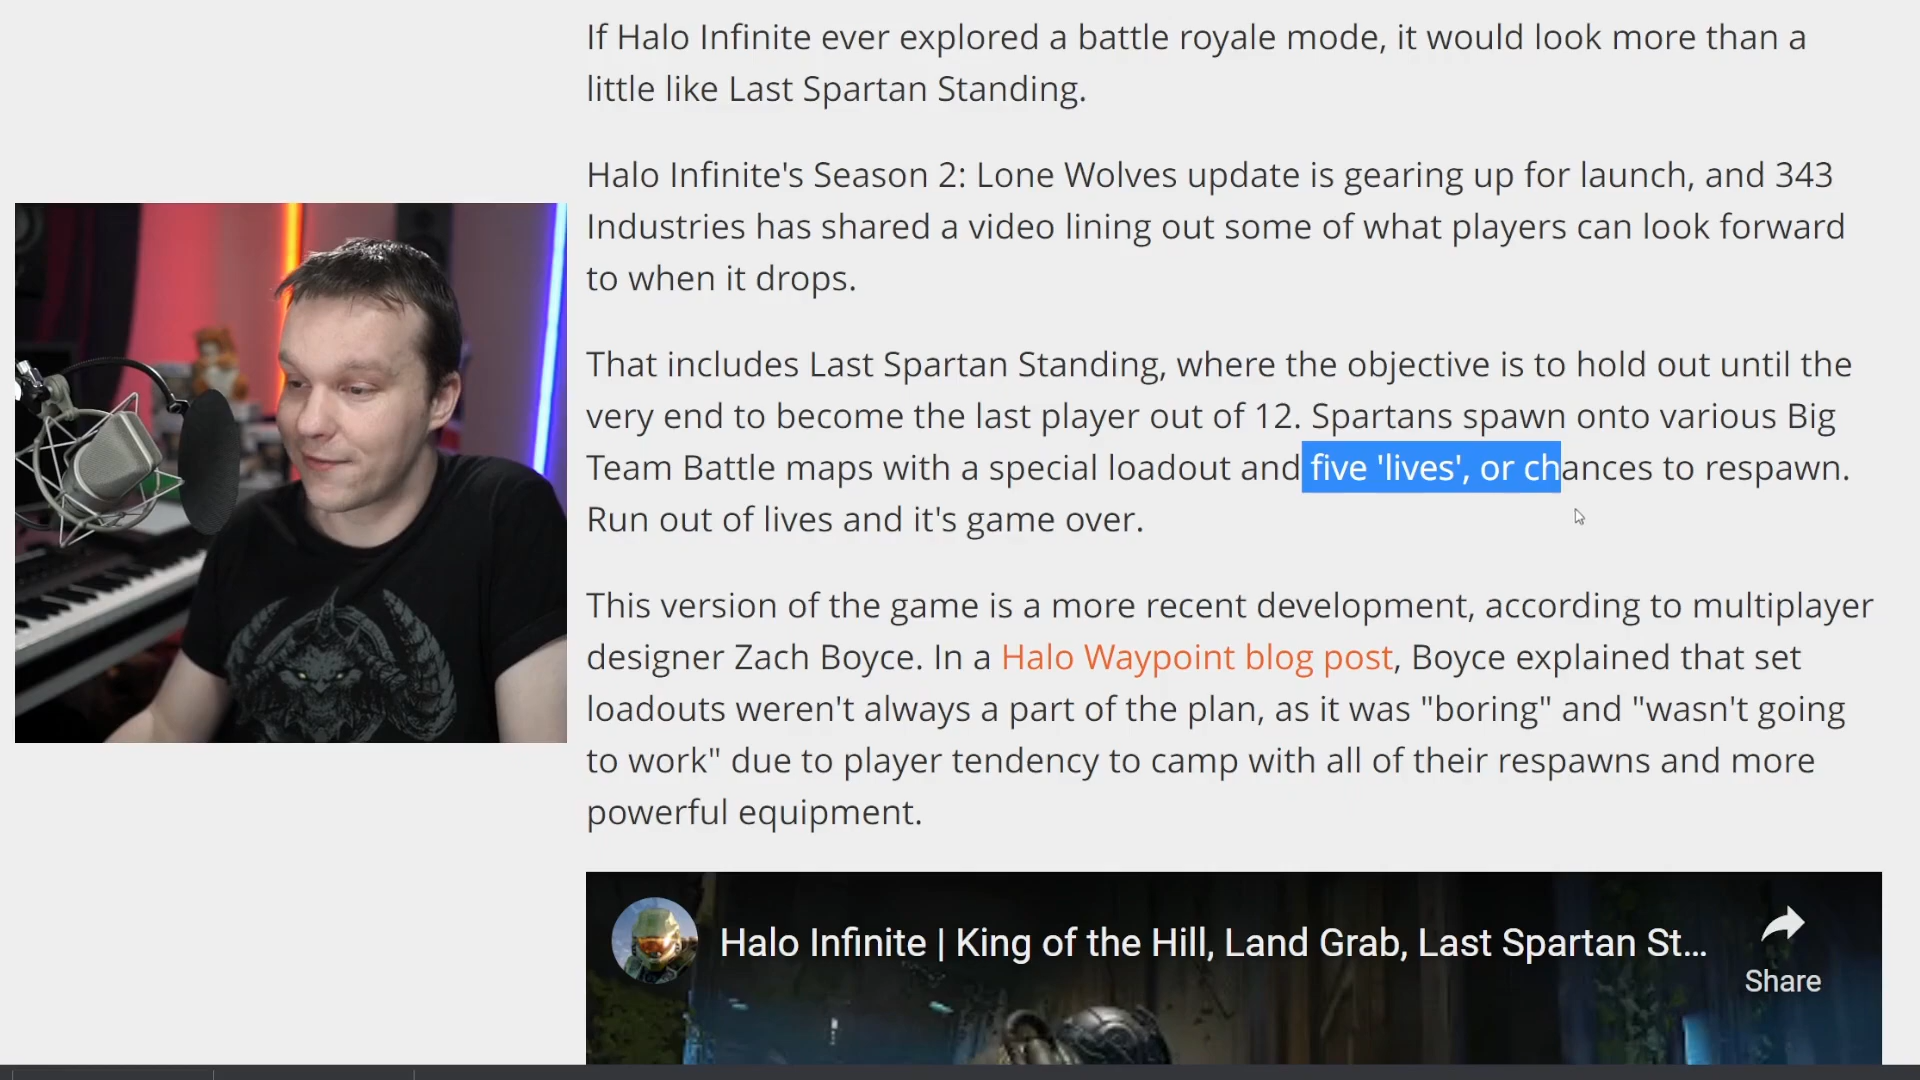 If Halo Infinite ever explored a battle royale mode, it would look more than a
little like Last Spartan Standing.
Halo Infinite's Season 2: Lone Wolves update is gearing up for launch, and 343
Industries has shared a video lining out some of what players can look forward
to when it drops.
That includes Last Spartan Standing, where the objective is to hold out until the
very end to become the last player out of 12. Spartans spawn onto various Big
Team Battle maps with a special loadout and five 'lives', or chances to respawn.
Run out of lives and it's game over.
This version of the game is a more recent development, according to multiplayer
designer Zach Boyce. In a Halo Waypoint blog post, Boyce explained that set
loadouts weren't always a part of the plan, as it was "boring" and "wasn't going
to work" due to player tendency to camp with all of their respawns and more
powerful equipment.
Halo Infinite | King of the Hill, Land Grab, Last Spartan St...
Share